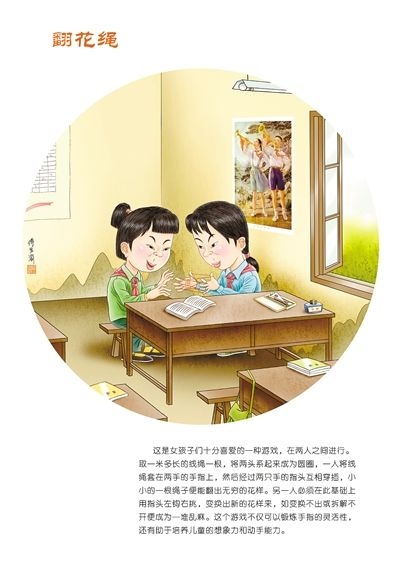 翻花绳
这是女孩子们十分喜爱的一种游戏，在两人之间进行。
取一米多长的线绳一根，将两头系起来成为圆圈，一人将线
绳套在两手的手指上，然后经过两只手的指头互相穿插，小
小的一根绳子便能翻出无穷的花样。另一人必须在此基础上
用指头左钩右挑，变换出新的花样来，如变换不出或拆解不
开便成为一堆乱麻。这个游戏不仅可以锻炼手指的灵活性，
还有助于培养儿童的想象力和动手能力。